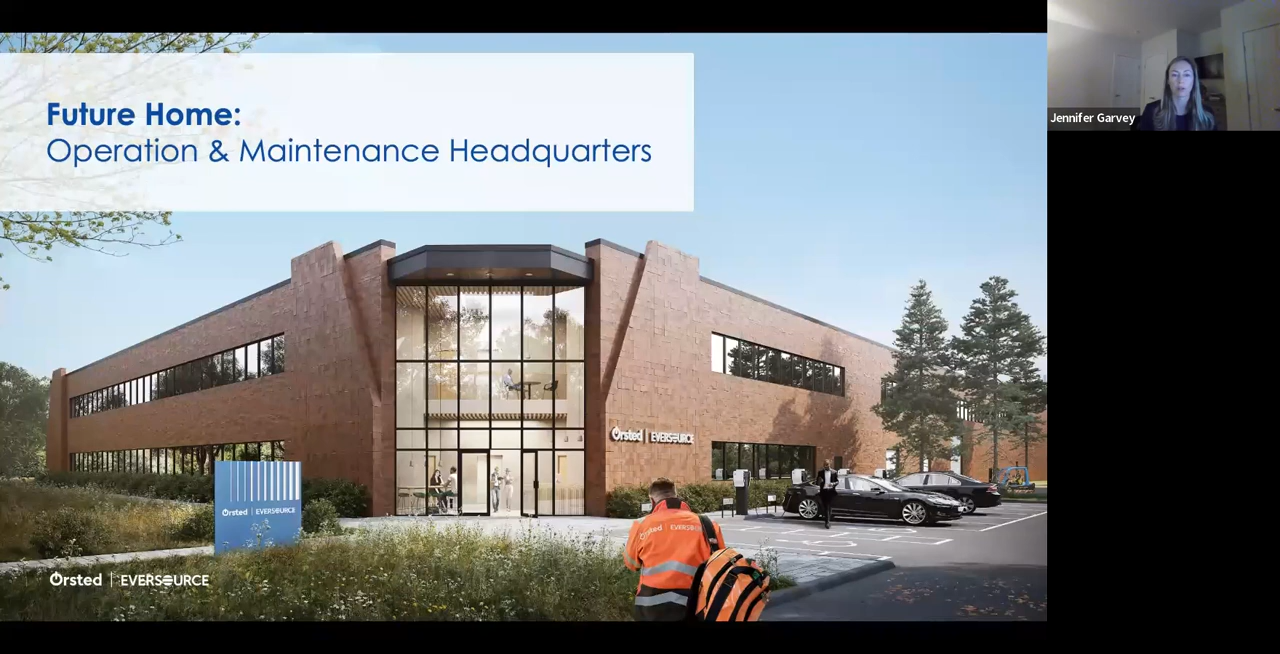 Future Home:
Operation & Maintenance Headquarters
Jennifer Garvey
Ørsted | EVERSOURCE
Ørsted | EVERSOURCE
Ørsted EVERSOURCE
Ørsted | EVERSOURCE